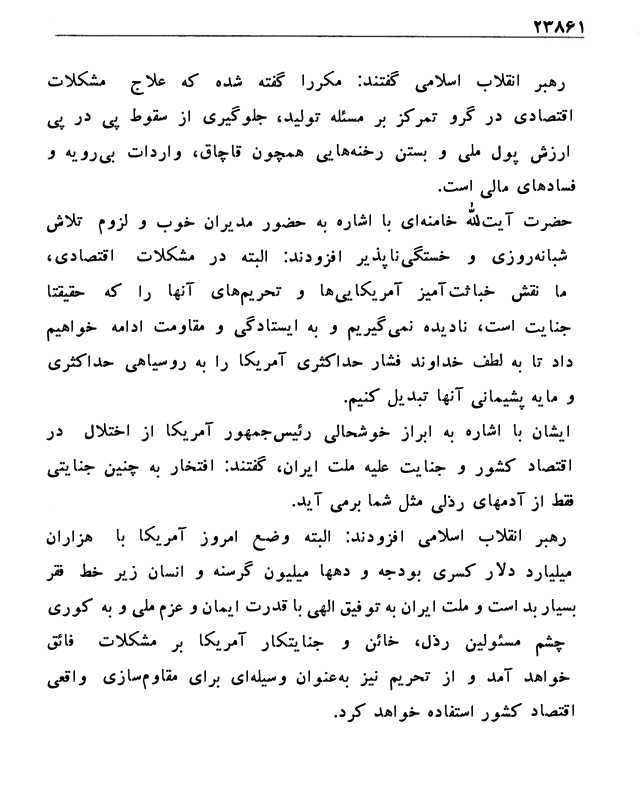 ۲۳۸۶۱
رهبر انقلاب اسلامی گفتند: مکررا گفته شده که علاج مشکلات
اقتصادی در گرو تمرکز بر مسئله تولید، جلوگیری از سقوط پی در پی
ارزش پول ملی و بستن رخنه‌هایی همچون قاچاق، واردات بی‌رویه و
فسادهای مالی است.
حضرت آیت‌الله خامنه‌ای با اشاره به حضور مدیران خوب و لزوم تلاش
شبانه‌روزی و خستگی‌ناپذیر افزودند: البته در مشکلات اقتصادی،
ما نقش خباثت‌آمیز آمریکایی‌ها و تحریم‌های آنها را که حقیقتا
جنایت است، نادیده نمی‌گیریم و به ایستادگی و مقاومت ادامه خواهیم
داد تا به لطف خداوند فشار حداکثری آمریکا را به روسیاهی حداکثری
و مایه پشیمانی آنها تبدیل کنیم.
ایشان با اشاره به ابراز خوشحالی رئیس‌جمهور آمریکا از اختلال در
اقتصاد کشور و جنایت علیه ملت ایران، گفتند: افتخار به چنین جنایتی
فقط از آدمهای رذلی مثل شما برمی آید.
رهبر انقلاب اسلامی افزودند: البته وضع امروز آمریکا با هزاران
میلیارد دلار کسری بودجه و دهها میلیون گرسنه و انسان زیر خط فقر
بسیار بد است و ملت ایران به توفیق الهی با قدرت ایمان و عزم ملی و به کوری
چشم مسئولین رذل، خائن و جنایتکار آمریکا بر مشکلات فائق
خواهد آمد و از تحریم نیز به‌عنوان وسیله‌ای برای مقاوم‌سازی واقعی
اقتصاد کشور استفاده خواهد کرد.